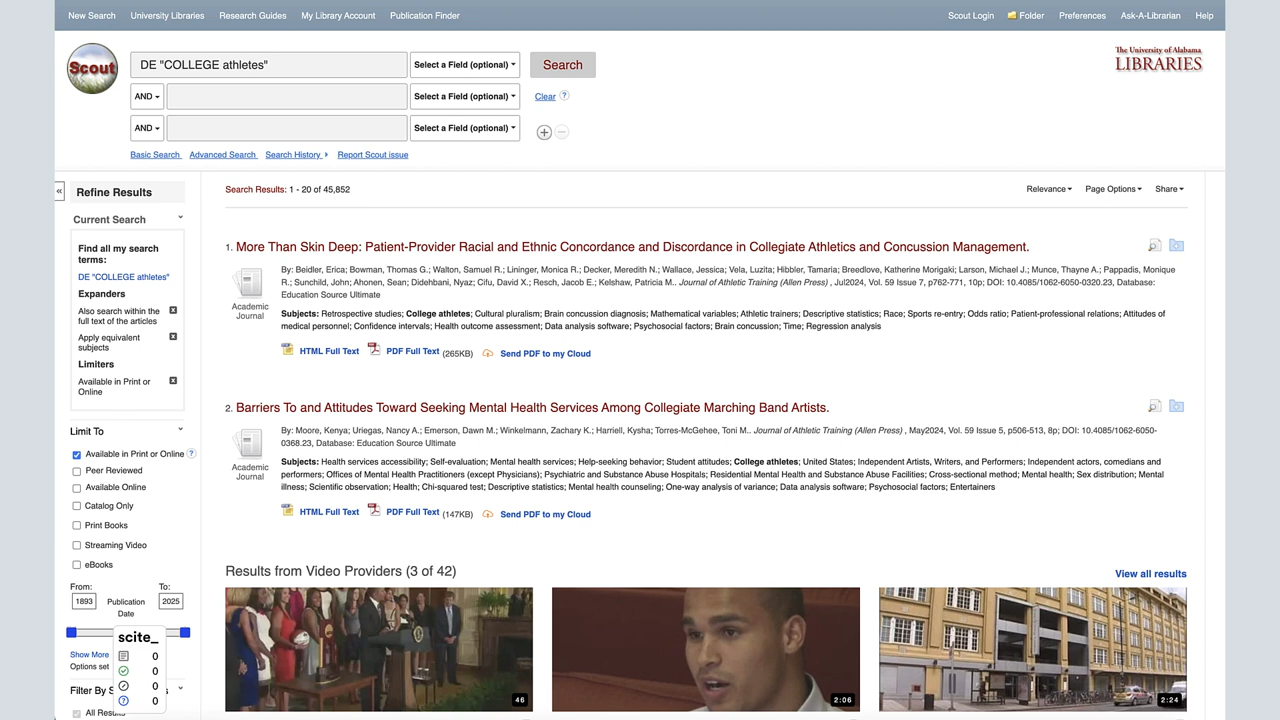 New Search University Libraries Research Guides My Library Account Publication Finder Scout Login Folder Preferences Ask-A-Librarian Help
Scout
DE "COLLEGE athletes" Select a Field (optional) Search
The University of Alabama
LIBRARIES
AND Select a Field (optional) Clear ?
AND Select a Field (optional)
Basic Search Advanced Search Search History Report Scout issue
« Refine Results
Current Search
Find all my search
terms:
DE "COLLEGE athletes"
Expanders
Also search within the
full text of the articles
Apply equivalent
subjects
Limiters
Available in Print or
Online
Limit To
Available in Print or Online ?
Peer Reviewed
Available Online
Catalog Only
Print Books
Streaming Video
eBooks
From: To:
1893 Publication 2025
Date
Show More
Options set
scite_
0
0
0
0
Filter By S
All Results
Search Results: 1 - 20 of 45,852 Relevance Page Options Share
1. More Than Skin Deep: Patient-Provider Racial and Ethnic Concordance and Discordance in Collegiate Athletics and Concussion Management.
Academic
Journal
By: Beidler, Erica; Bowman, Thomas G.; Walton, Samuel R.; Lininger, Monica R.; Decker, Meredith N.; Wallace, Jessica; Vela, Luzita; Hibbler, Tamaria; Breedlove, Katherine Morigaki; Larson, Michael J.; Munce, Thayne A.; Pappadis, Monique
R.; Sunchild, John; Ahonen, Sean; Didehbani, Nyaz; Cifu, David X.; Resch, Jacob E.; Kelshaw, Patricia M.. Journal of Athletic Training (Allen Press) , Jul2024, Vol. 59 Issue 7, p762-771, 10p; DOI: 10.4085/1062-6050-0320.23, Database:
Education Source Ultimate
Subjects: Retrospective studies; College athletes; Cultural pluralism; Brain concussion diagnosis; Mathematical variables; Athletic trainers; Descriptive statistics; Race; Sports re-entry; Odds ratio; Patient-professional relations; Attitudes of
medical personnel; Confidence intervals; Health outcome assessment; Data analysis software; Psychosocial factors; Brain concussion; Time; Regression analysis
HTML Full Text PDF Full Text (265KB) Send PDF to my Cloud
2. Barriers To and Attitudes Toward Seeking Mental Health Services Among Collegiate Marching Band Artists.
Academic
Journal
By: Moore, Kenya; Uriegas, Nancy A.; Emerson, Dawn M.; Winkelmann, Zachary K.; Harriell, Kysha; Torres-McGehee, Toni M.. Journal of Athletic Training (Allen Press) , May2024, Vol. 59 Issue 5, p506-513, 8p; DOI: 10.4085/1062-6050-
0368.23, Database: Education Source Ultimate
Subjects: Health services accessibility; Self-evaluation; Mental health services; Help-seeking behavior; Student attitudes; College athletes; United States; Independent Artists, Writers, and Performers; Independent actors, comedians and
performers; Offices of Mental Health Practitioners (except Physicians); Psychiatric and Substance Abuse Hospitals; Residential Mental Health and Substance Abuse Facilities; Cross-sectional method; Mental health; Sex distribution; Mental
illness; Scientific observation; Health; Chi-squared test; Descriptive statistics; Mental health counseling; One-way analysis of variance; Data analysis software; Psychosocial factors; Entertainers
HTML Full Text PDF Full Text (147KB) Send PDF to my Cloud
Results from Video Providers (3 of 42) View all results
46 2:06 2:24